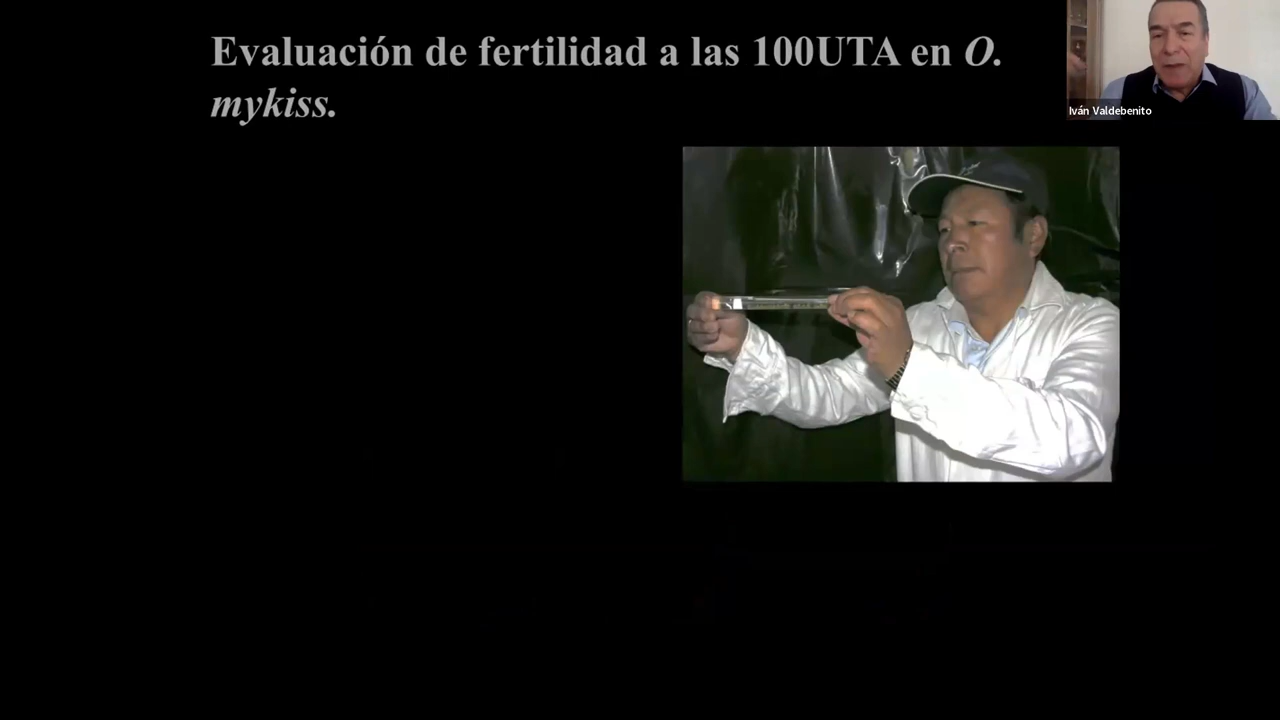 Evaluación de fertilidad a las 100UTA en O.
mykiss.
Iván Valdebenito